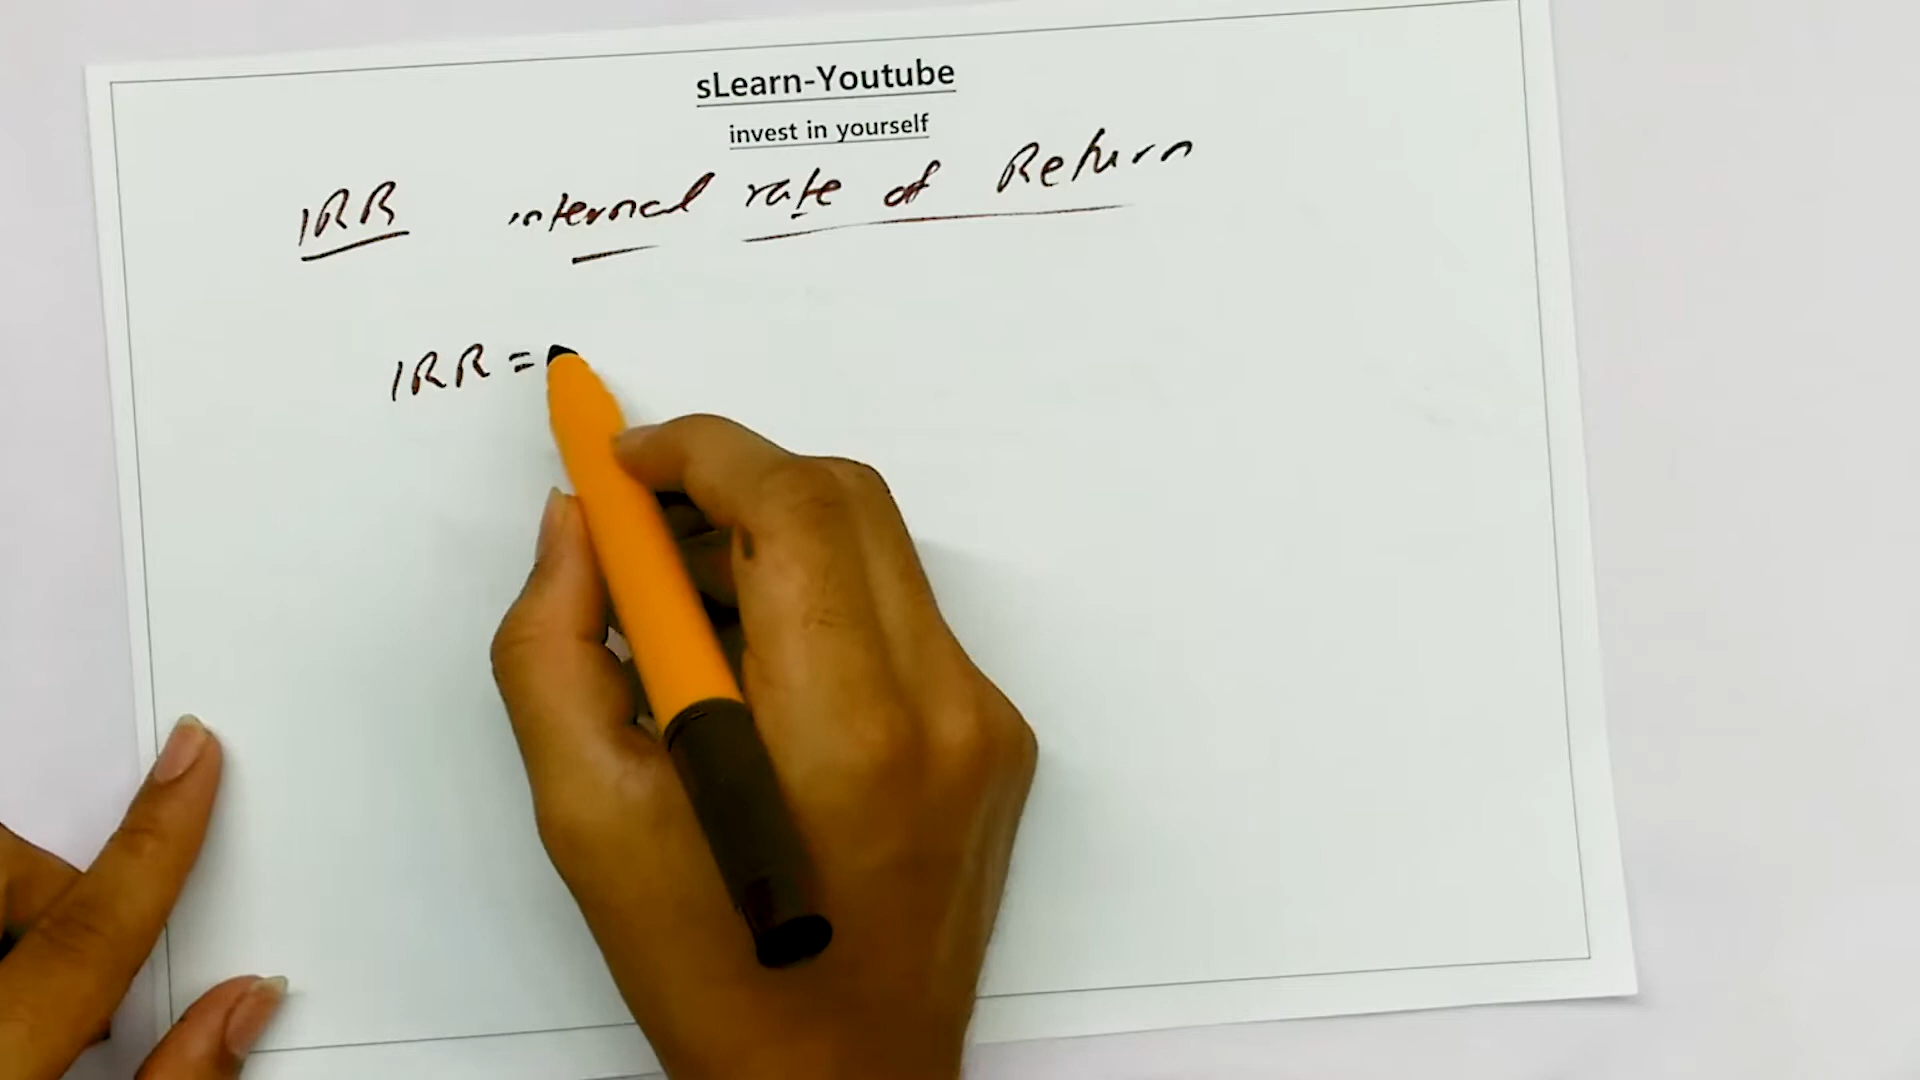 sLearn-Youtube
invest in yourself
IRR internal rate of Return
IRR =